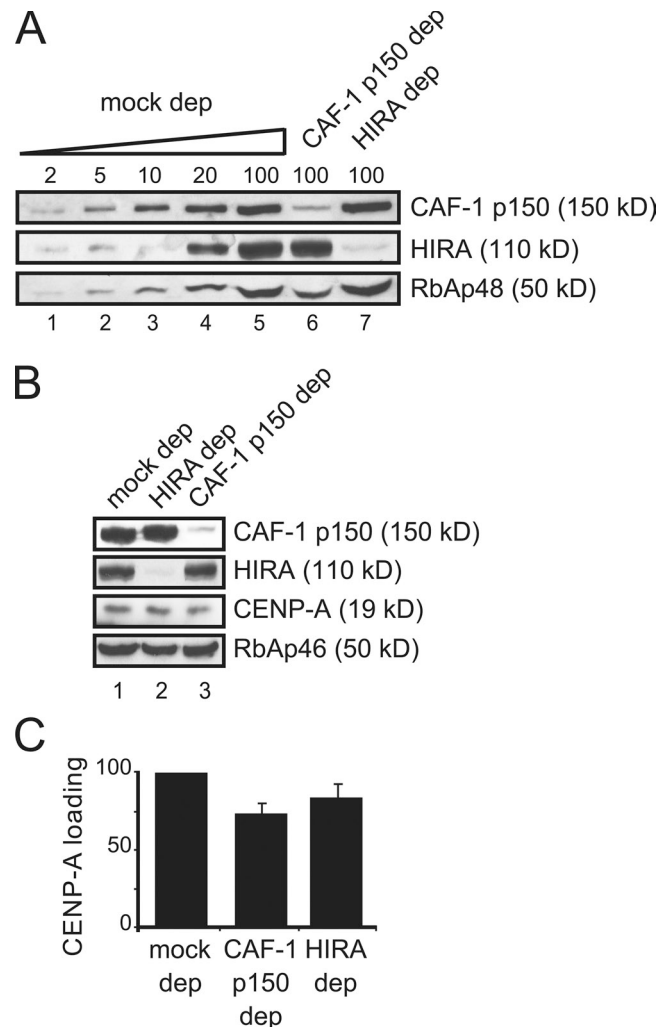 A
mock dep
CAF-1 p150 dep
HIRA dep
2 5 10 20 100 100 100
CAF-1 p150 (150 kD)
HIRA (110 kD)
RbAp48 (50 kD)
1 2 3 4 5 6 7
B
mock dep
HIRA dep
CAF-1 p150 dep
CAF-1 p150 (150 kD)
HIRA (110 kD)
CENP-A (19 kD)
RbAp46 (50 kD)
1 2 3
C
CENP-A loading
100
50
0
mock dep
CAF-1 p150 dep
HIRA dep